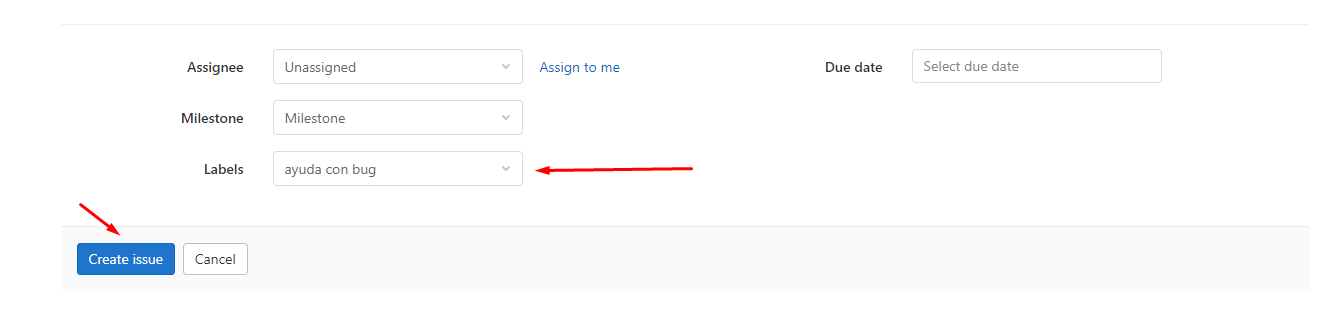 Assignee Unassigned Assign to me Due date Select due date
Milestone Milestone
Labels ayuda con bug
Create issue Cancel